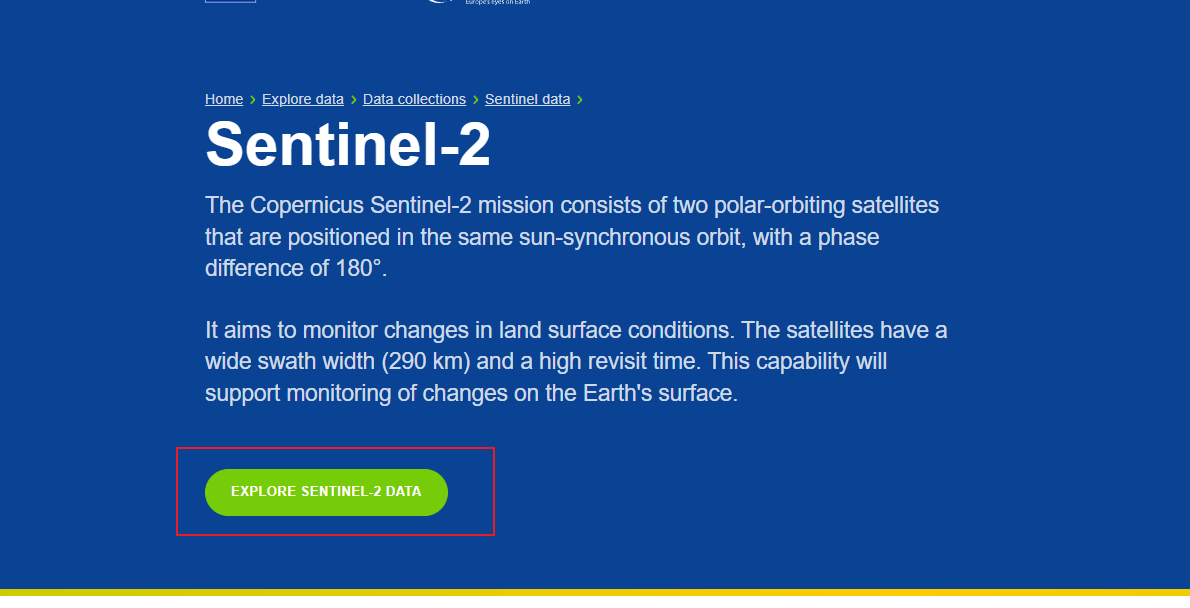 Europe's eyes on Earth
Home > Explore data > Data collections > Sentinel data >
Sentinel-2
The Copernicus Sentinel-2 mission consists of two polar-orbiting satellites
that are positioned in the same sun-synchronous orbit, with a phase
difference of 180°.
It aims to monitor changes in land surface conditions. The satellites have a
wide swath width (290 km) and a high revisit time. This capability will
support monitoring of changes on the Earth's surface.
EXPLORE SENTINEL-2 DATA